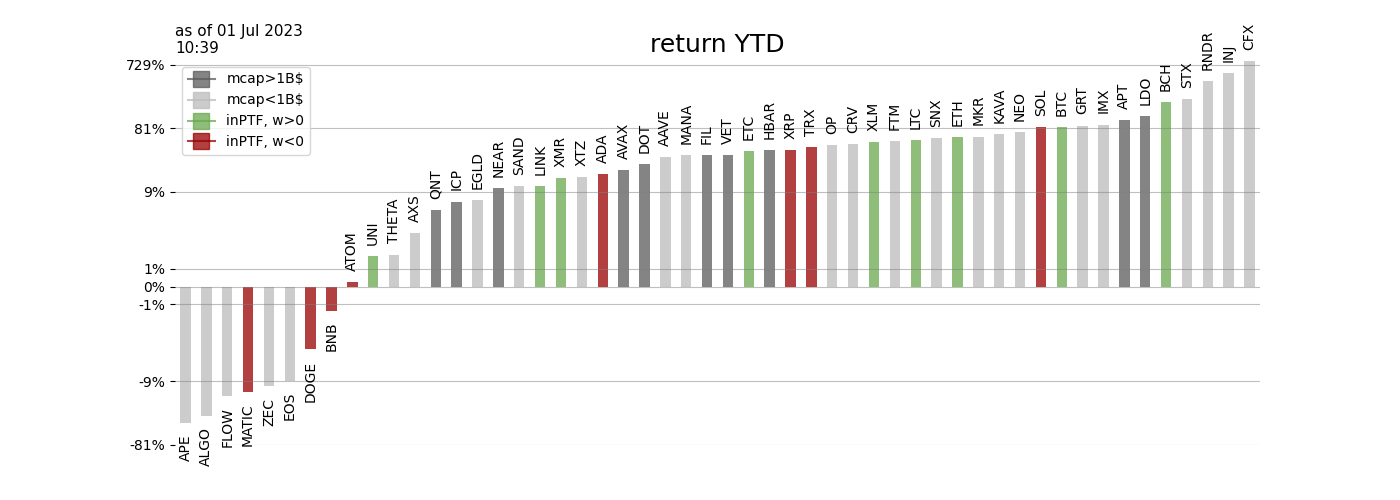 as of 01 Jul 2023
10:39
return YTD
729%
81%
9%
1%
0%
-1%
-9%
-81%
mcap>1B$
mcap<1B$
inPTF, w>0
inPTF, w<0
APE
ALGO
FLOW
MATIC
ZEC
EOS
DOGE
BNB
ATOM
UNI
THETA
AXS
QNT
ICP
EGLD
NEAR
SAND
LINK
XMR
XTZ
ADA
AVAX
DOT
AAVE
MANA
FIL
VET
ETC
HBAR
XRP
TRX
OP
CRV
XLM
FTM
LTC
SNX
ETH
MKR
KAVA
NEO
SOL
BTC
GRT
IMX
APT
LDO
BCH
STX
RNDR
INJ
CFX